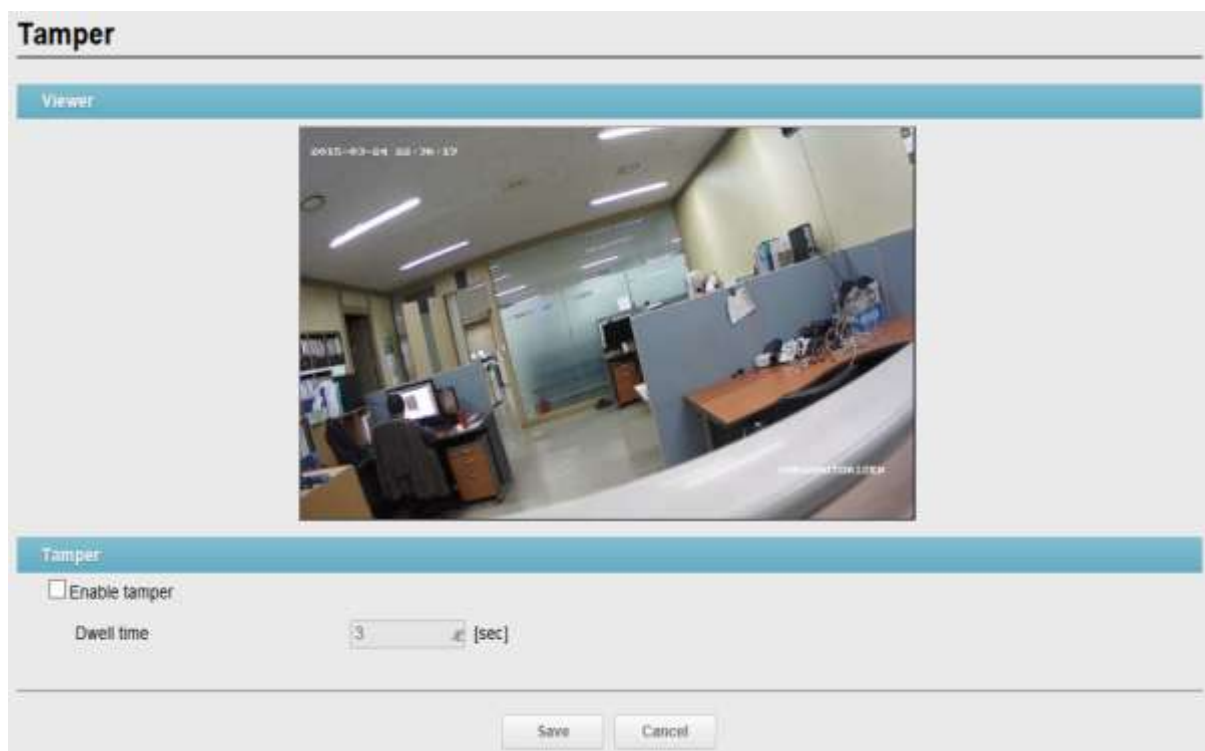 Tamper
Viewer
Tamper
Enable tamper
Dwell time 3 [sec]
Save Cancel